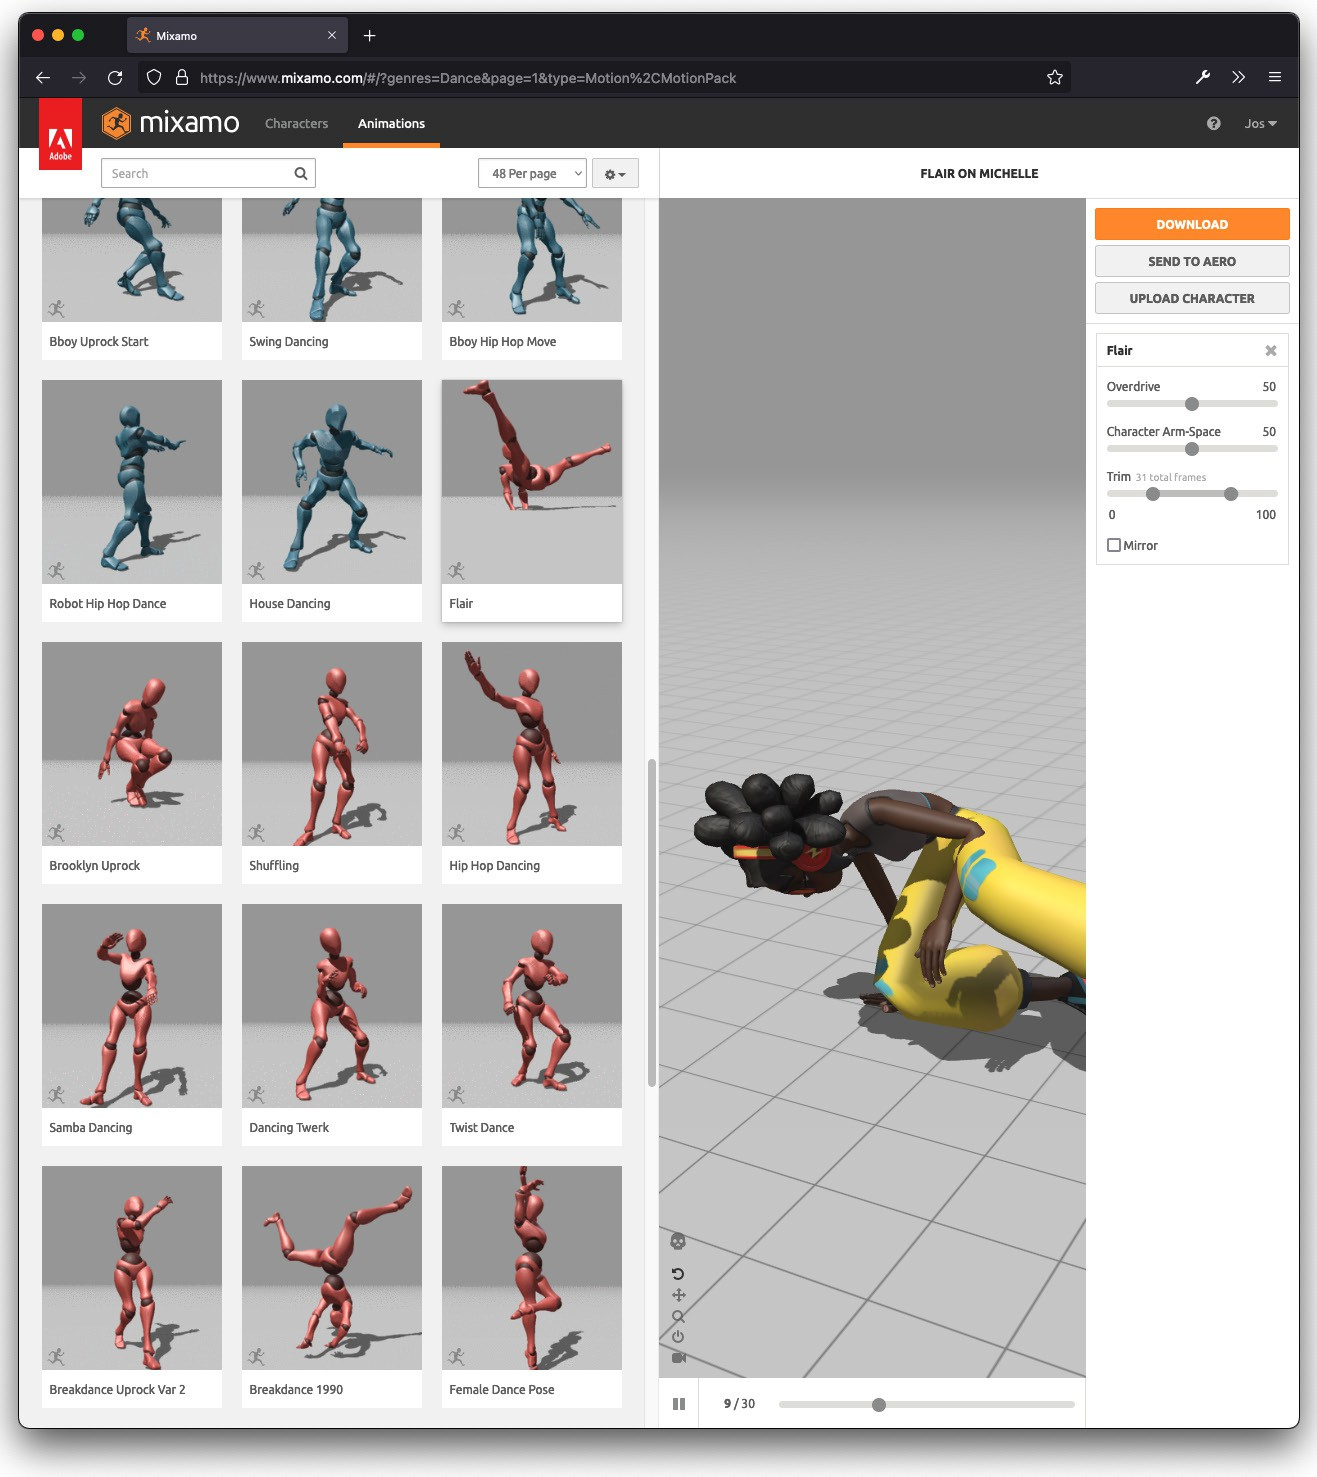 Mixamo
https://www.mixamo.com/#/?genres=Dance&page=1&type=Motion%2CMotionPack
Adobe
mixamo
Characters
Animations
Jos
Search
48 Per page
FLAIR ON MICHELLE
Bboy Uprock Start
Swing Dancing
Bboy Hip Hop Move
Robot Hip Hop Dance
House Dancing
Flair
Brooklyn Uprock
Shuffling
Hip Hop Dancing
Samba Dancing
Dancing Twerk
Twist Dance
Breakdance Uprock Var 2
Breakdance 1990
Female Dance Pose
DOWNLOAD
SEND TO AERO
UPLOAD CHARACTER
Flair
Overdrive 50
Character Arm-Space 50
Trim 31 total frames
0 100
Mirror
9 / 30